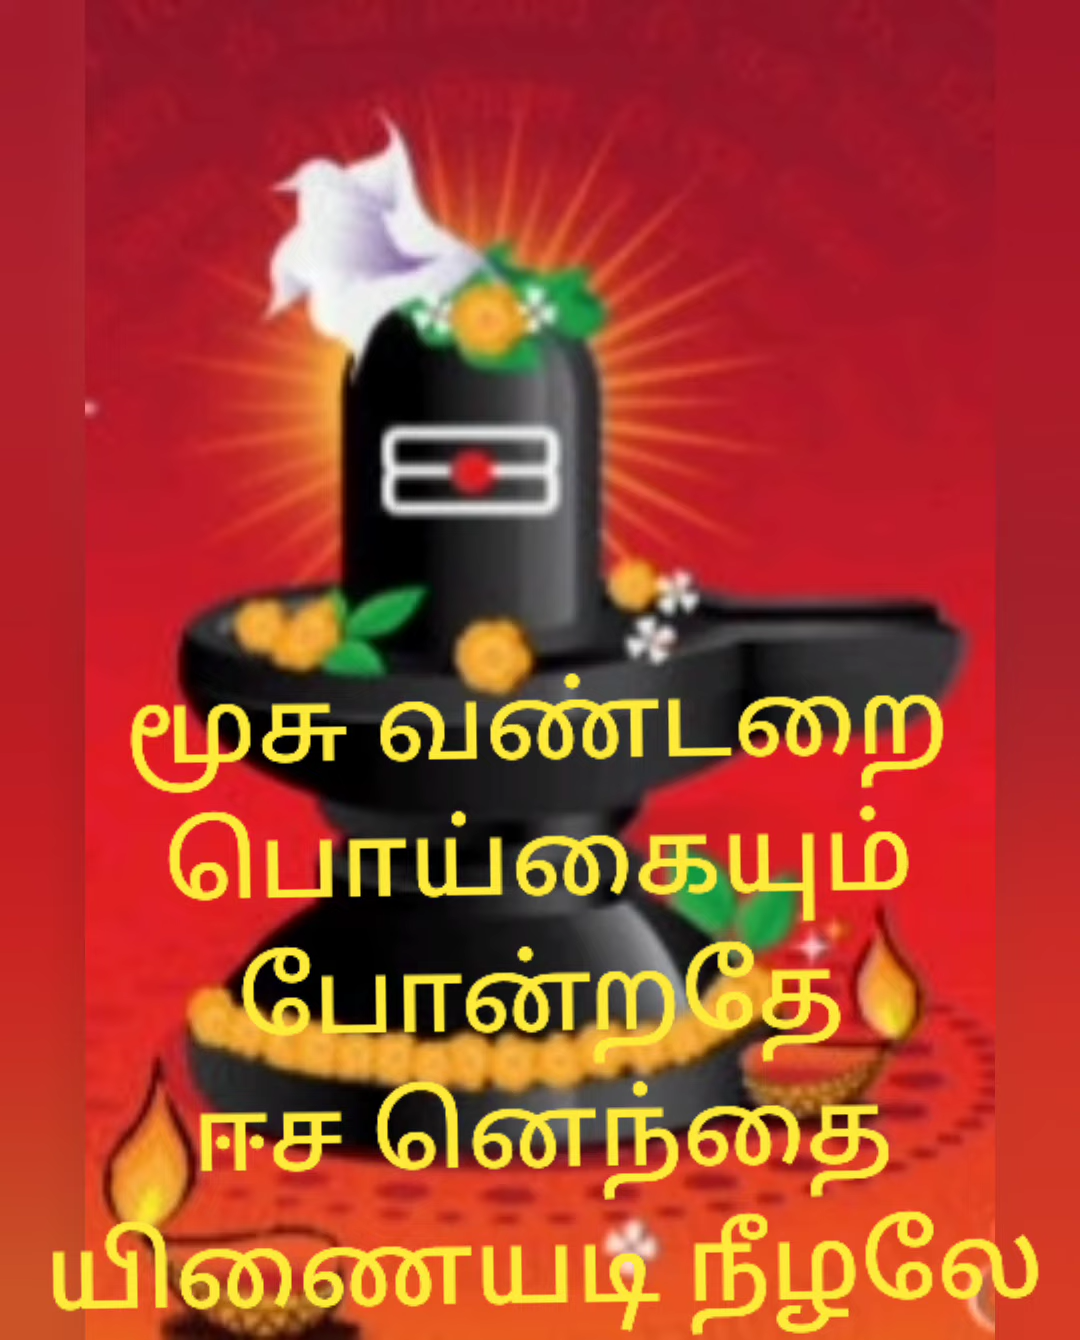 மூசு வண்டறை
பொய்கையும்
போன்றதே
ஈச னெந்தை
யிணையடி நீழலே